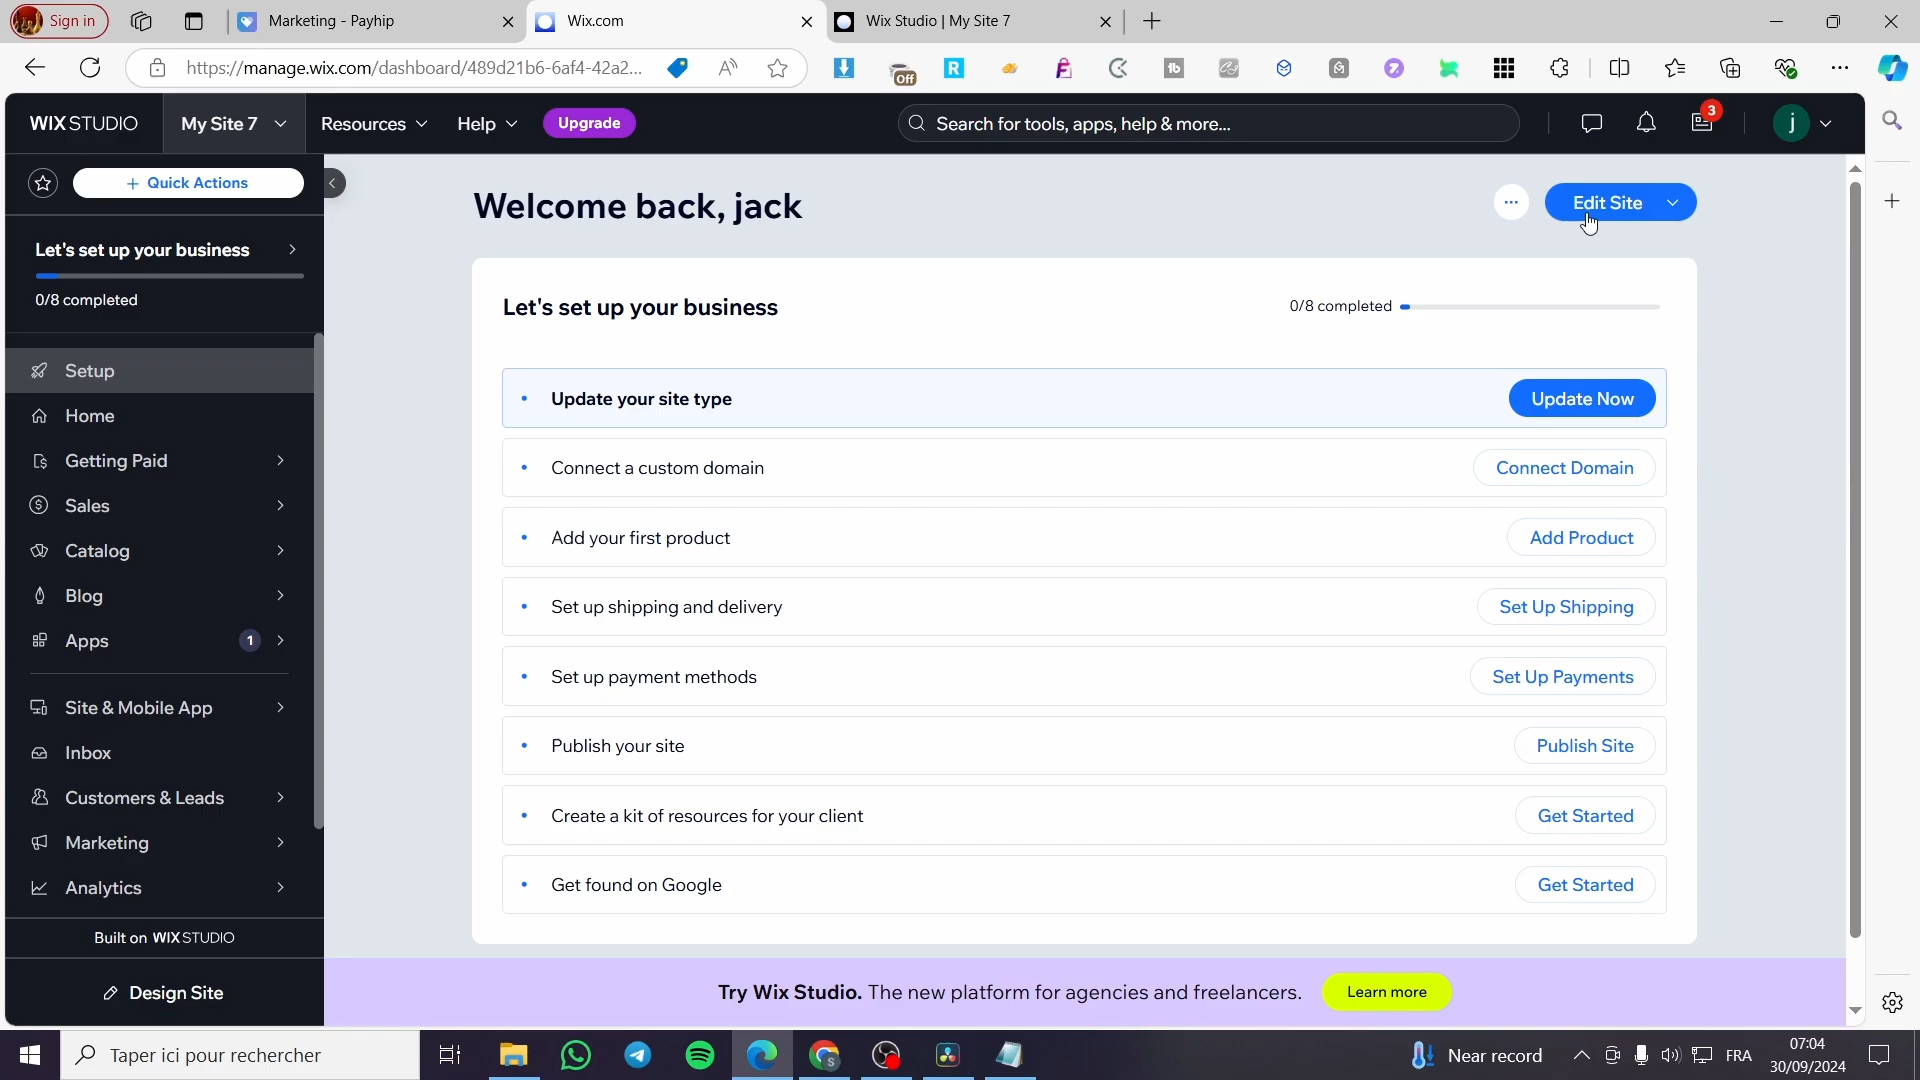 Sign in
Marketing - Payhip
Wix.com
Wix Studio | My Site 7
https://manage.wix.com/dashboard/489d21b6-6af4-42a2...
Off
WIX STUDIO
My Site 7
Resources
Help
Upgrade
Search for tools, apps, help & more...
3
j
Quick Actions
Welcome back, jack
Edit Site
Let's set up your business
0/8 completed
Let's set up your business
0/8 completed
Setup
Home
Getting Paid
Sales
Catalog
Blog
Apps
1
Site & Mobile App
Inbox
Customers & Leads
Marketing
Analytics
Built on WIX STUDIO
Design Site
Update your site type
Update Now
Connect a custom domain
Connect Domain
Add your first product
Add Product
Set up shipping and delivery
Set Up Shipping
Set up payment methods
Set Up Payments
Publish your site
Publish Site
Create a kit of resources for your client
Get Started
Get found on Google
Get Started
Try Wix Studio. The new platform for agencies and freelancers.
Learn more
Taper ici pour rechercher
Near record
FRA
07:04
30/09/2024